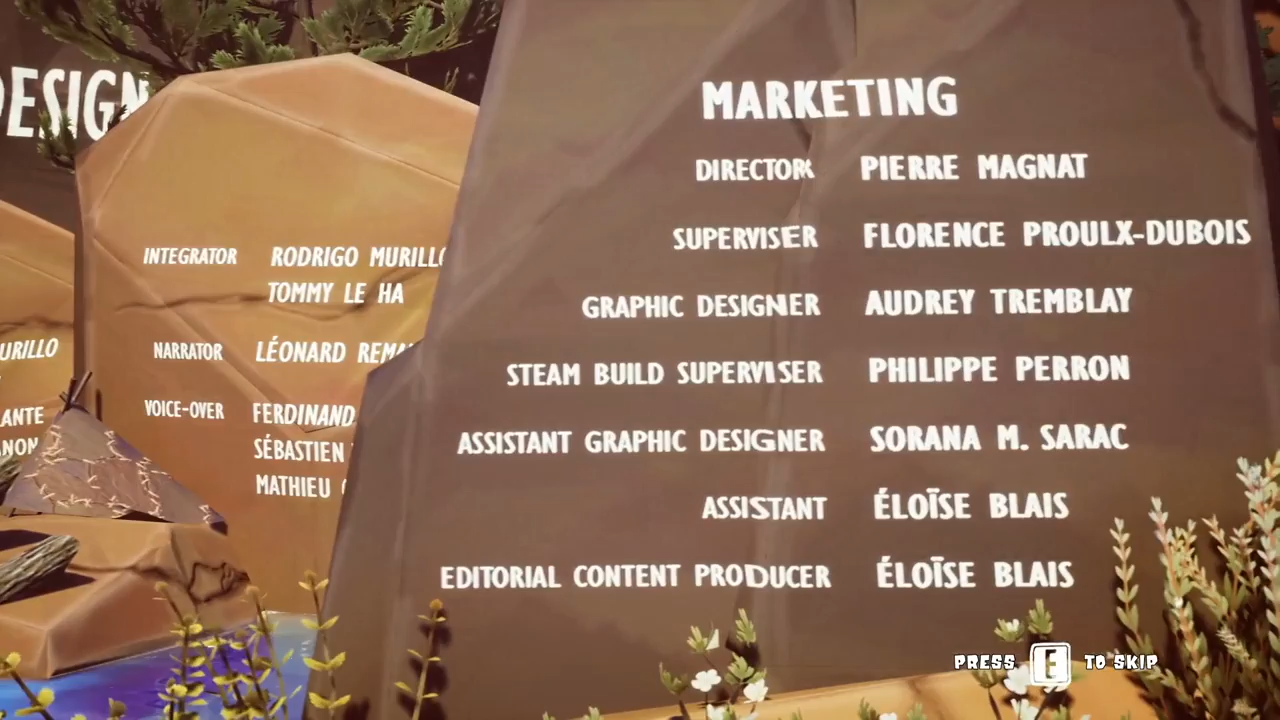 DESIGN
INTEGRATOR RODRIGO MURILLO
TOMMY LE HA
NARRATOR LÉONARD
VOICE-OVER FERDINAND
SÉBASTIEN
MATHIEU
MARKETING
DIRECTOR PIERRE MAGNAT
SUPERVISER FLORENCE PROULX-DUBOIS
GRAPHIC DESIGNER AUDREY TREMBLAY
STEAM BUILD SUPERVISER PHILIPPE PERRON
ASSISTANT GRAPHIC DESIGNER SORANA M. SARAC
ASSISTANT ÉLOÏSE BLAIS
EDITORIAL CONTENT PRODUCER ÉLOÏSE BLAIS
PRESS E TO SKIP